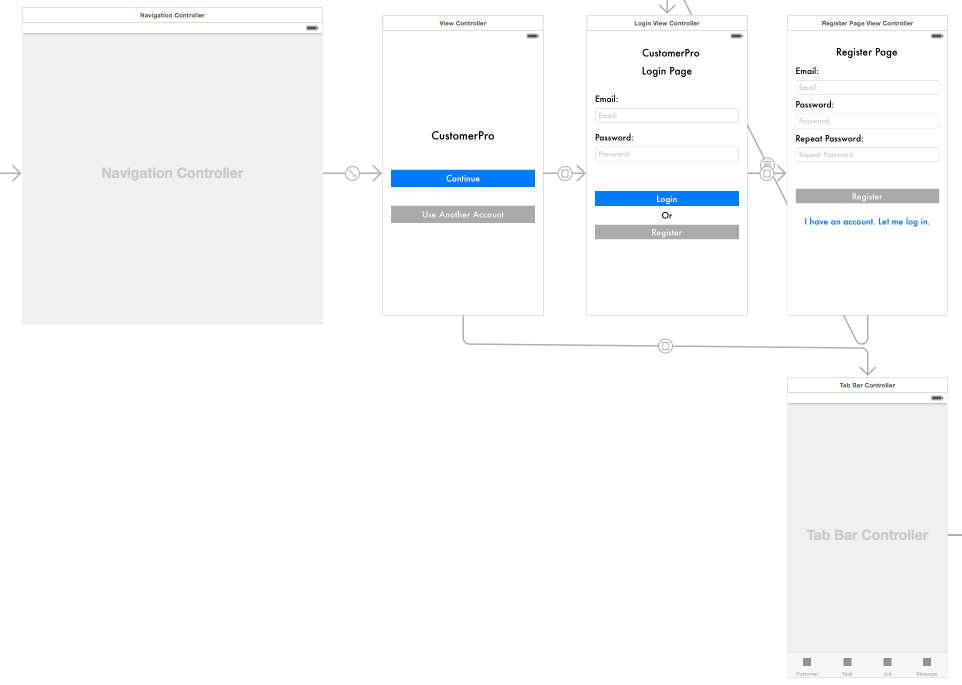 Navigation Controller
Navigation Controller
View Controller
CustomerPro
Continue
Use Another Account
Login View Controller
CustomerPro
Login Page
Email:
Email:
Password:
Password:
Login
Or
Register
Register Page View Controller
Register Page
Email:
Email:
Password:
Password:
Repeat Password:
Repeat Password:
Register
I have an account. Let me log in.
Tab Bar Controller
Tab Bar Controller
Customer
Task
Job
Message